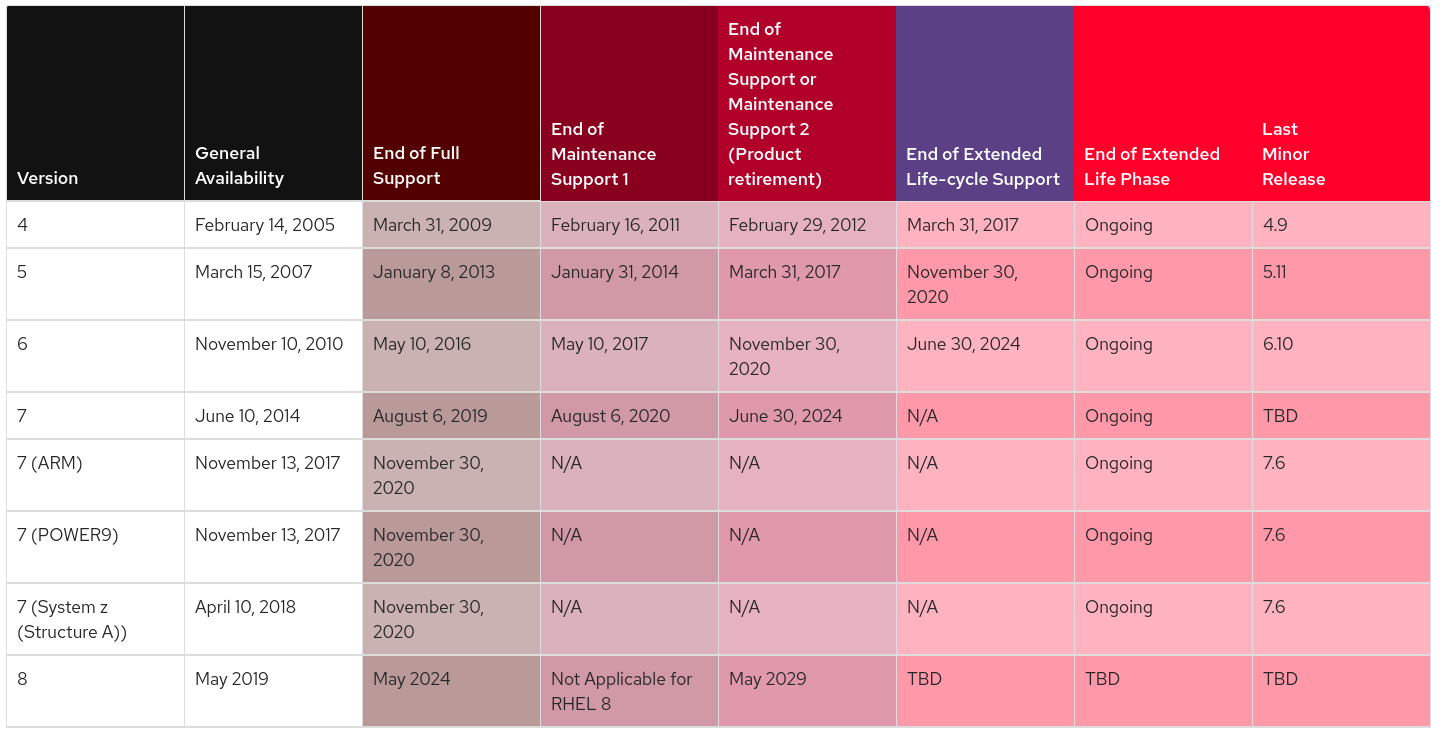 Version
General
Availability
End of Full
Support
End of
Maintenance
Support 1
End of
Maintenance
Support or
Maintenance
Support 2
(Product
retirement)
End of Extended
Life-cycle Support
End of Extended
Life Phase
Last
Minor
Release
4
February 14, 2005
March 31, 2009
February 16, 2011
February 29, 2012
March 31, 2017
Ongoing
4.9
5
March 15, 2007
January 8, 2013
January 31, 2014
March 31, 2017
November 30,
2020
Ongoing
5.11
6
November 10, 2010
May 10, 2016
May 10, 2017
November 30,
2020
June 30, 2024
Ongoing
6.10
7
June 10, 2014
August 6, 2019
August 6, 2020
June 30, 2024
N/A
Ongoing
TBD
7 (ARM)
November 13, 2017
November 30,
2020
N/A
N/A
N/A
Ongoing
7.6
7 (POWER9)
November 13, 2017
November 30,
2020
N/A
N/A
N/A
Ongoing
7.6
7 (System z
(Structure A))
April 10, 2018
November 30,
2020
N/A
N/A
N/A
Ongoing
7.6
8
May 2019
May 2024
Not Applicable for
RHEL 8
May 2029
TBD
TBD
TBD